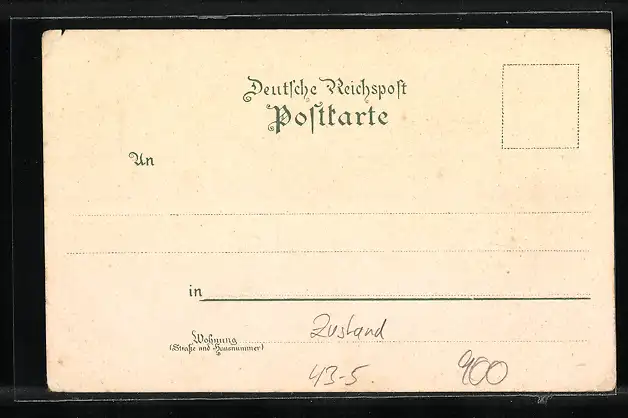 Deutsche Reichspost
Postkarte
An
in
Wohnung
(Straße und Hausnummer)
Zustand
43-5.
900